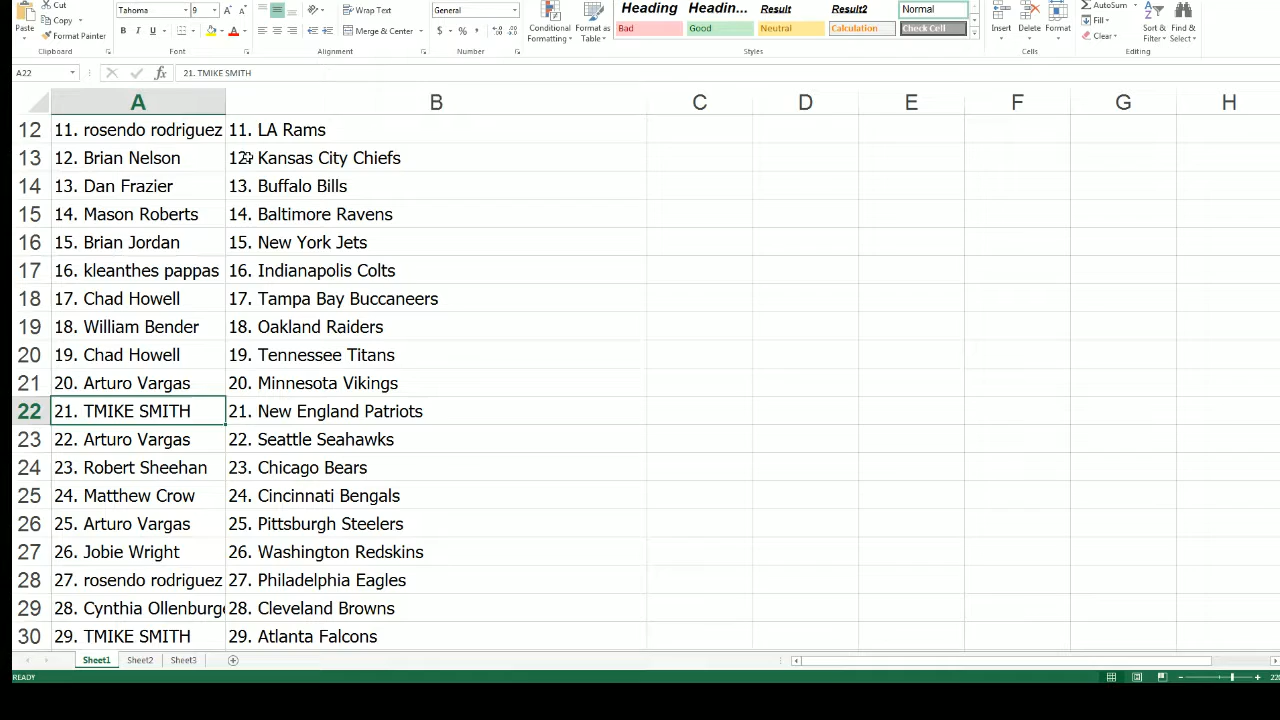 Cut Tahoma 9 Wrap Text General Heading Headin... Result Result2 Normal AutoSum
Paste Format Painter B I U Merge & Center $ % Conditional Formatting Format as Table Bad Good Neutral Calculation Check Cell Insert Delete Format Fill Clear Sort & Filter Find & Select
Clipboard Font Alignment Number Styles Cells Editing
A22 fx 21. TMIKE SMITH
A B C D E F G H
12 11. rosendo rodriguez 11. LA Rams
13 12. Brian Nelson 12. Kansas City Chiefs
14 13. Dan Frazier 13. Buffalo Bills
15 14. Mason Roberts 14. Baltimore Ravens
16 15. Brian Jordan 15. New York Jets
17 16. kleanthes pappas 16. Indianapolis Colts
18 17. Chad Howell 17. Tampa Bay Buccaneers
19 18. William Bender 18. Oakland Raiders
20 19. Chad Howell 19. Tennessee Titans
21 20. Arturo Vargas 20. Minnesota Vikings
22 21. TMIKE SMITH 21. New England Patriots
23 22. Arturo Vargas 22. Seattle Seahawks
24 23. Robert Sheehan 23. Chicago Bears
25 24. Matthew Crow 24. Cincinnati Bengals
26 25. Arturo Vargas 25. Pittsburgh Steelers
27 26. Jobie Wright 26. Washington Redskins
28 27. rosendo rodriguez 27. Philadelphia Eagles
29 28. Cynthia Ollenburge 28. Cleveland Browns
30 29. TMIKE SMITH 29. Atlanta Falcons
Sheet1 Sheet2 Sheet3
READY